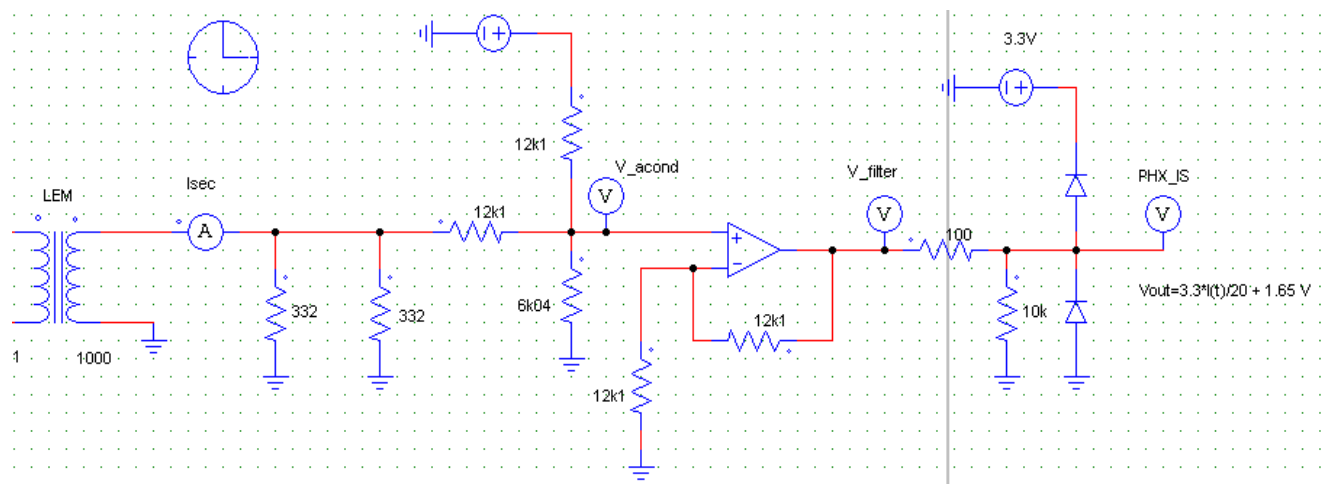 3.3V
12k1
V_acond
V_filter
PHX_IS
LEM
Isec
A
12k1
V
V
V
100
332
332
6k04
12k1
10k
Vout=3.3*I(t)/20 + 1.65 V
1
1000
12k1